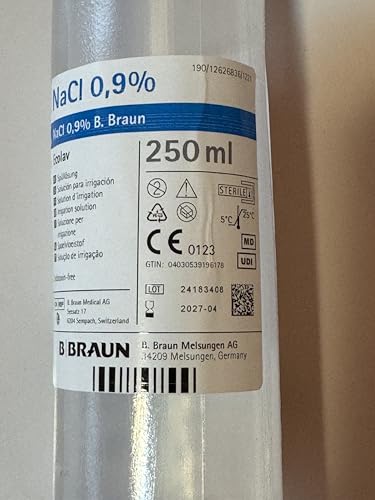 190/12626836/1221
NaCl 0,9%
NaCl 0,9% B. Braun
Ecolav
250 ml
Spüllösung
Solución para irrigación
Solution d'irrigation
Irrigation solution
Soluzione per
irrigazione
Spoelvloeistof
Solução de irrigação
STERILE
5°C
25°C
CE 0123
MD
UDI
GTIN: 04030539196178
LOT 24183408
2027-04
CH REP
B. Braun Medical AG
Seesatz 17
6204 Sempach, Switzerland
B|BRAUN
B. Braun Melsungen AG
34209 Melsungen, Germany